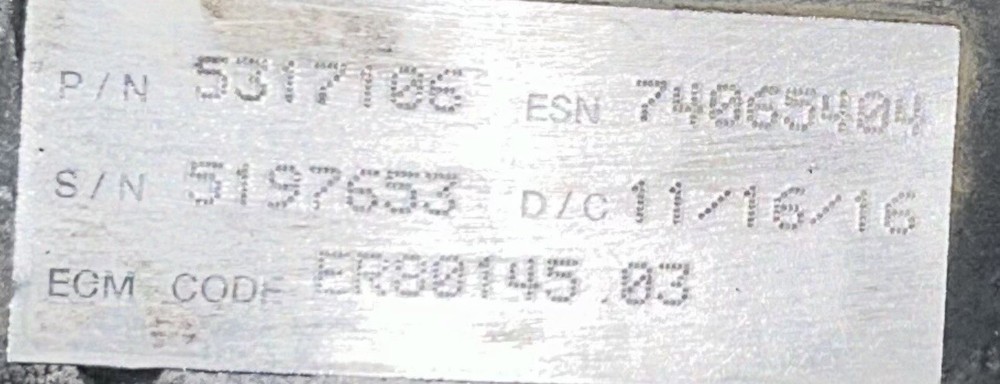 P/N 5317106 ESN 74065404
S/N 5197653 D/C 11/16/16
ECM CODE ER80145.03